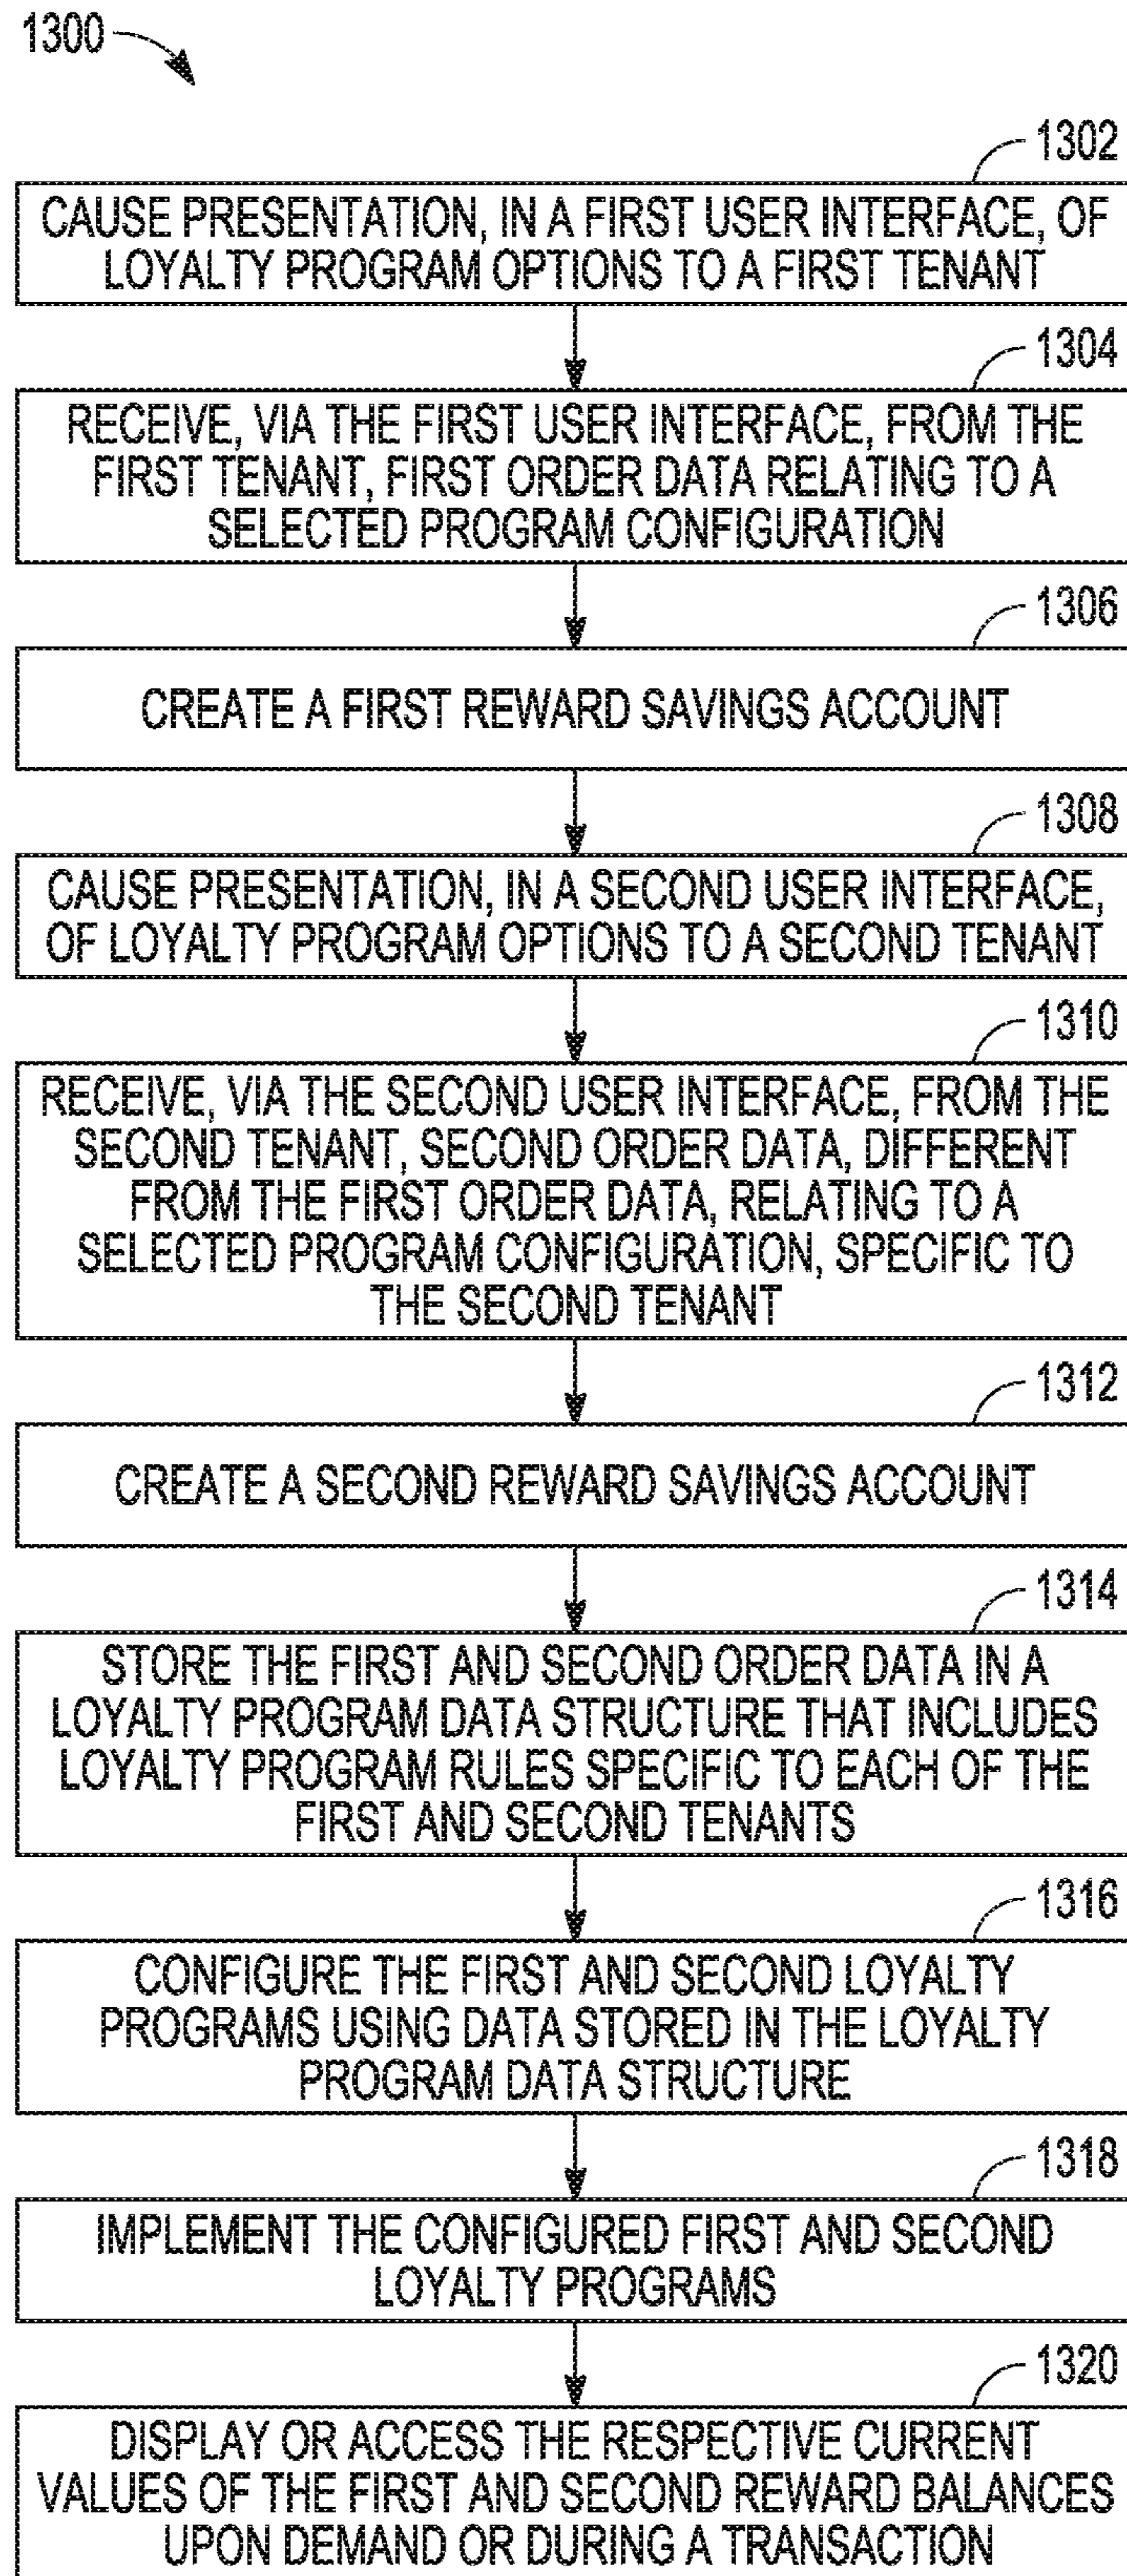 1300
1302
CAUSE PRESENTATION, IN A FIRST USER INTERFACE, OF
LOYALTY PROGRAM OPTIONS TO A FIRST TENANT
1304
RECEIVE, VIA THE FIRST USER INTERFACE, FROM THE
FIRST TENANT, FIRST ORDER DATA RELATING TO A
SELECTED PROGRAM CONFIGURATION
1306
CREATE A FIRST REWARD SAVINGS ACCOUNT
1308
CAUSE PRESENTATION, IN A SECOND USER INTERFACE,
OF LOYALTY PROGRAM OPTIONS TO A SECOND TENANT
1310
RECEIVE, VIA THE SECOND USER INTERFACE, FROM THE
SECOND TENANT, SECOND ORDER DATA, DIFFERENT
FROM THE FIRST ORDER DATA, RELATING TO A
SELECTED PROGRAM CONFIGURATION, SPECIFIC TO
THE SECOND TENANT
1312
CREATE A SECOND REWARD SAVINGS ACCOUNT
1314
STORE THE FIRST AND SECOND ORDER DATA IN A
LOYALTY PROGRAM DATA STRUCTURE THAT INCLUDES
LOYALTY PROGRAM RULES SPECIFIC TO EACH OF THE
FIRST AND SECOND TENANTS
1316
CONFIGURE THE FIRST AND SECOND LOYALTY
PROGRAMS USING DATA STORED IN THE LOYALTY
PROGRAM DATA STRUCTURE
1318
IMPLEMENT THE CONFIGURED FIRST AND SECOND
LOYALTY PROGRAMS
1320
DISPLAY OR ACCESS THE RESPECTIVE CURRENT
VALUES OF THE FIRST AND SECOND REWARD BALANCES
UPON DEMAND OR DURING A TRANSACTION